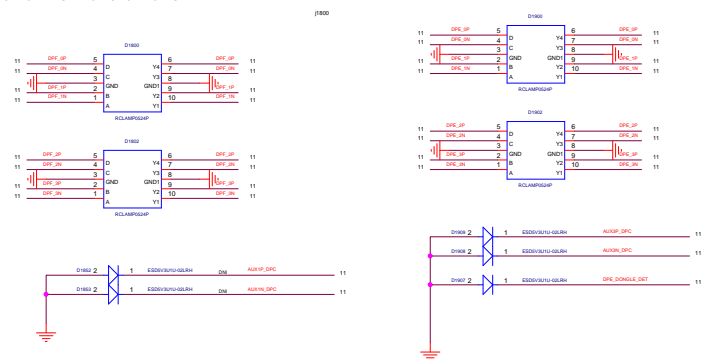 j1800
D1800
11 DPF_0P 5 D Y4 6 DPF_0P 11
11 DPF_0N 4 C Y3 7 DPF_0N 11
3 GND GND1 8
11 DPF_1P 2 B Y2 9 DPF_1P 11
11 DPF_1N 1 A Y1 10 DPF_1N 11
RCLAMP0524P
D1802
11 DPF_2P 5 D Y4 6 DPF_2P 11
11 DPF_2N 4 C Y3 7 DPF_2N 11
3 GND GND1 8
11 DPF_3P 2 B Y2 9 DPF_3P 11
11 DPF_3N 1 A Y1 10 DPF_3N 11
RCLAMP0524P
D1852 2 1 ESD5V3U1U-02LRH DNI AUX1P_DPC 11
D1853 2 1 ESD5V3U1U-02LRH DNI AUX1N_DPC 11
D1900
11 DPE_0P 5 D Y4 6 DPE_0P 11
11 DPE_0N 4 C Y3 7 DPE_0N 11
3 GND GND1 8
11 DPE_1P 2 B Y2 9 DPE_1P 11
11 DPE_1N 1 A Y1 10 DPE_1N 11
RCLAMP0524P
D1902
11 DPE_2P 5 D Y4 6 DPE_2P 11
11 DPE_2N 4 C Y3 7 DPE_2N 11
3 GND GND1 8
11 DPE_3P 2 B Y2 9 DPE_3P 11
11 DPE_3N 1 A Y1 10 DPE_3N 11
RCLAMP0524P
D1909 2 1 ESD5V3U1U-02LRH AUX3P_DPC 11
D1908 2 1 ESD5V3U1U-02LRH AUX3N_DPC 11
D1907 2 1 ESD5V3U1U-02LRH DPE_DONGLE_DET 11